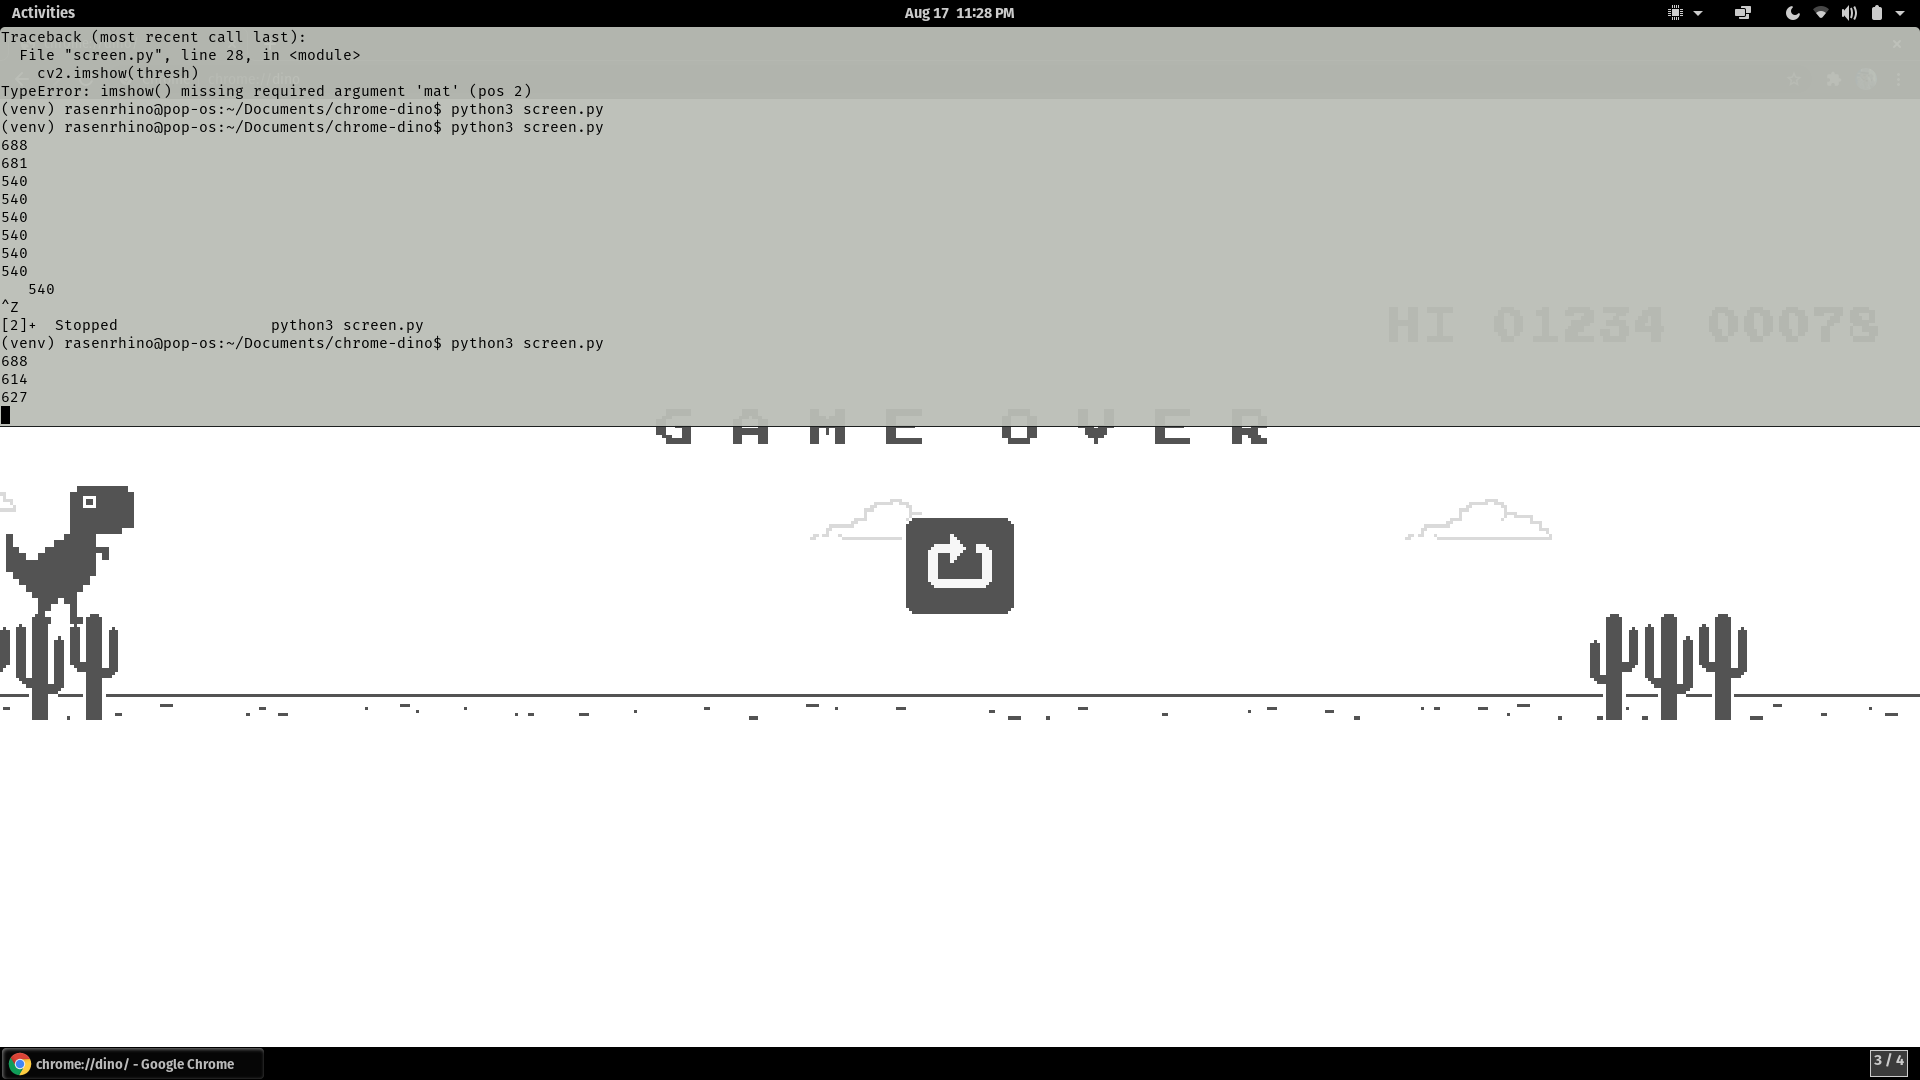 Activities
Aug 17 11:28 PM
Traceback (most recent call last):
  File "screen.py", line 28, in <module>
    cv2.imshow(thresh)
TypeError: imshow() missing required argument 'mat' (pos 2)
(venv) rasenrhino@pop-os:~/Documents/chrome-dino$ python3 screen.py
(venv) rasenrhino@pop-os:~/Documents/chrome-dino$ python3 screen.py
688
681
540
540
540
540
540
540
   540
^Z
[2]+  Stopped                 python3 screen.py
HI 01234 00078
(venv) rasenrhino@pop-os:~/Documents/chrome-dino$ python3 screen.py
688
614
627
GAME OVER
chrome://dino/ - Google Chrome
3 / 4